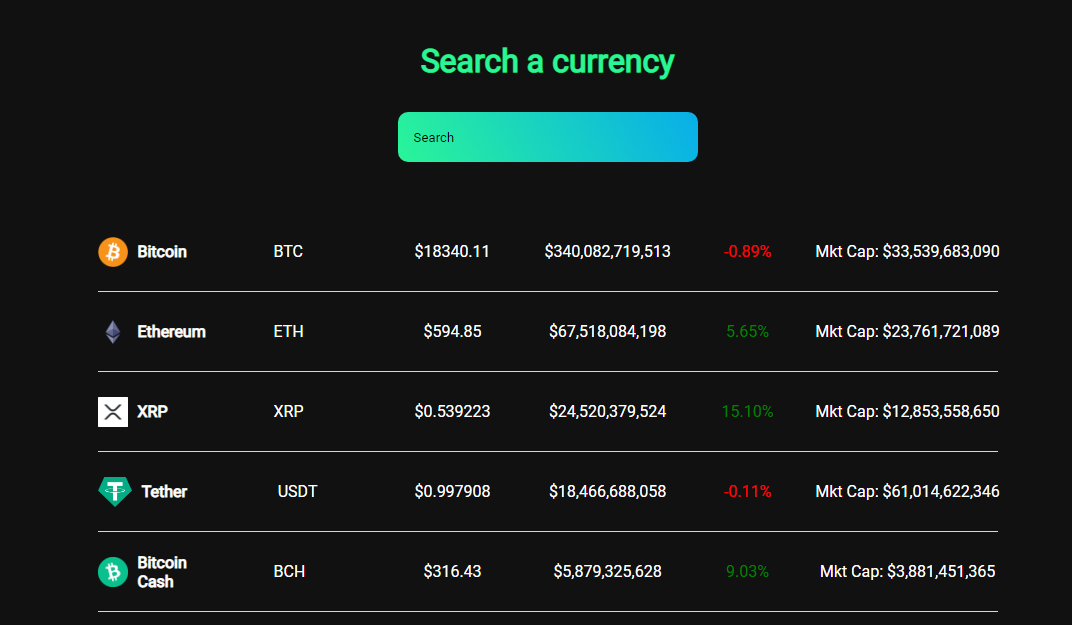 Search a currency
Search
Bitcoin BTC $18340.11 $340,082,719,513 -0.89% Mkt Cap: $33,539,683,090
Ethereum ETH $594.85 $67,518,084,198 5.65% Mkt Cap: $23,761,721,089
XRP XRP $0.539223 $24,520,379,524 15.10% Mkt Cap: $12,853,558,650
Tether USDT $0.997908 $18,466,688,058 -0.11% Mkt Cap: $61,014,622,346
Bitcoin
Cash BCH $316.43 $5,879,325,628 9.03% Mkt Cap: $3,881,451,365